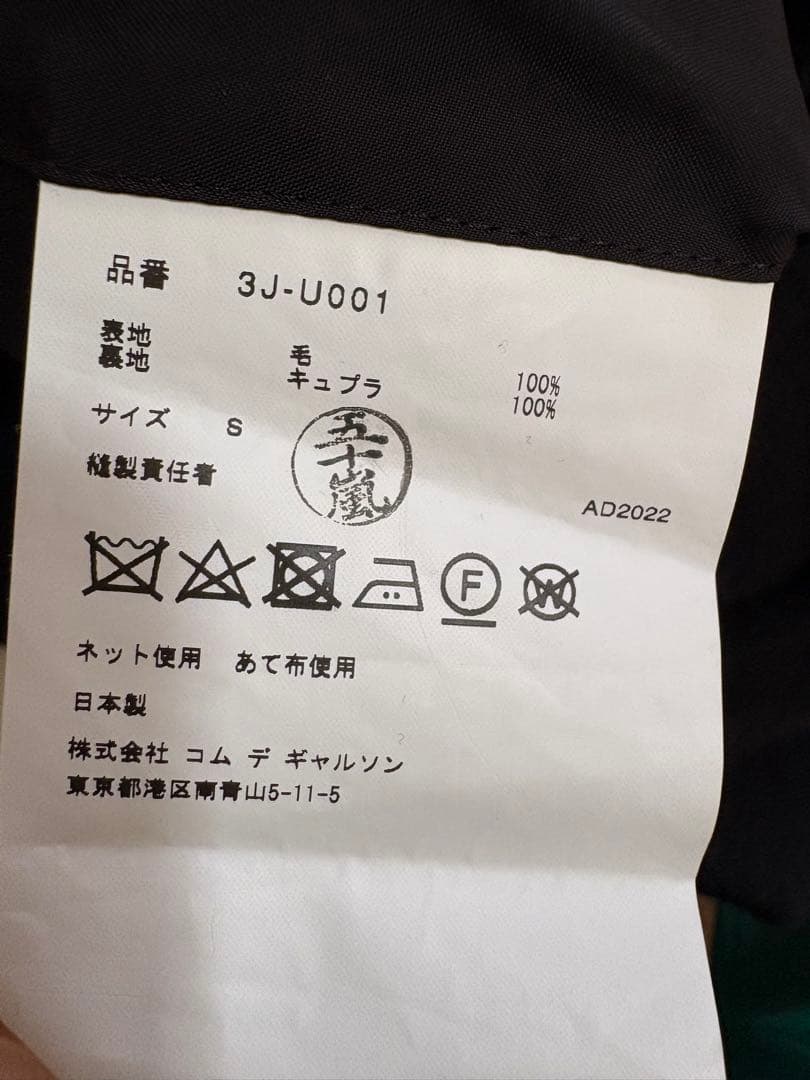 品番 3J-U001
表地 毛 100%
裏地 キュプラ 100%
サイズ S
五十嵐
縫製責任者
AD2022
F W
ネット使用 あて布使用
日本製
株式会社 コム デ ギャルソン
東京都港区南青山5-11-5